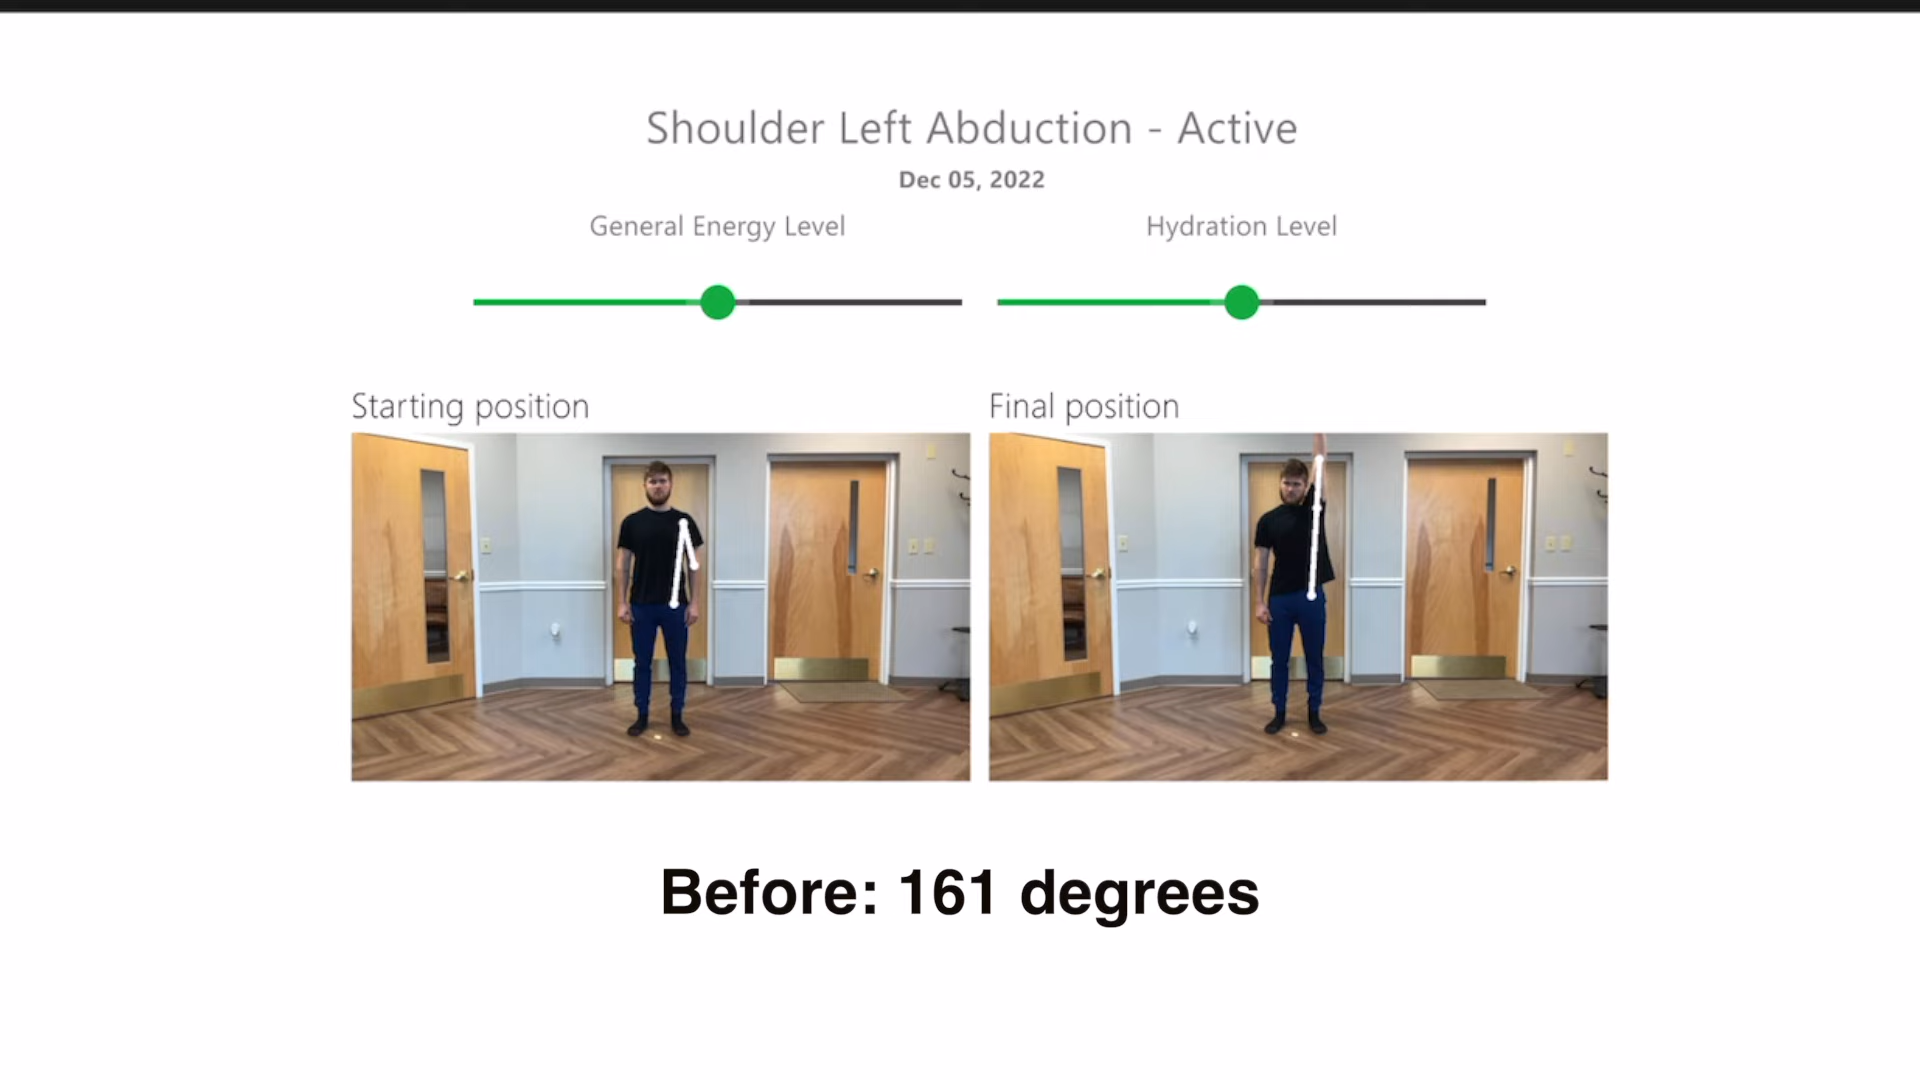 Shoulder Left Abduction - Active
Dec 05, 2022
General Energy Level
Hydration Level
Starting position
Final position
Before: 161 degrees